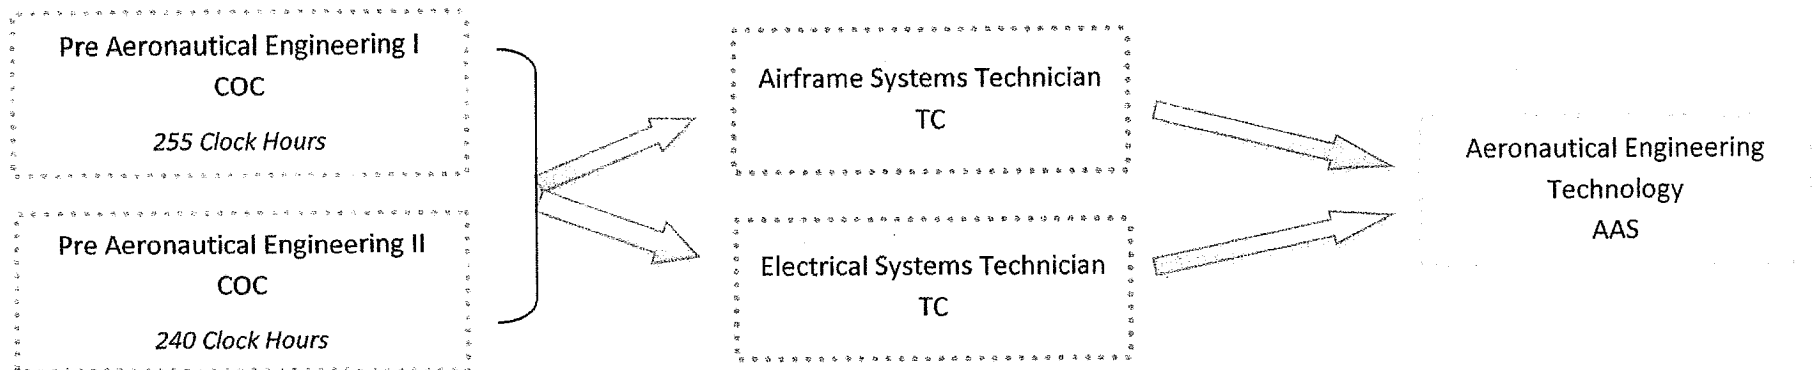 Pre Aeronautical Engineering I
COC
255 Clock Hours
Pre Aeronautical Engineering II
COC
240 Clock Hours
Airframe Systems Technician
TC
Electrical Systems Technician
TC
Aeronautical Engineering
Technology
AAS